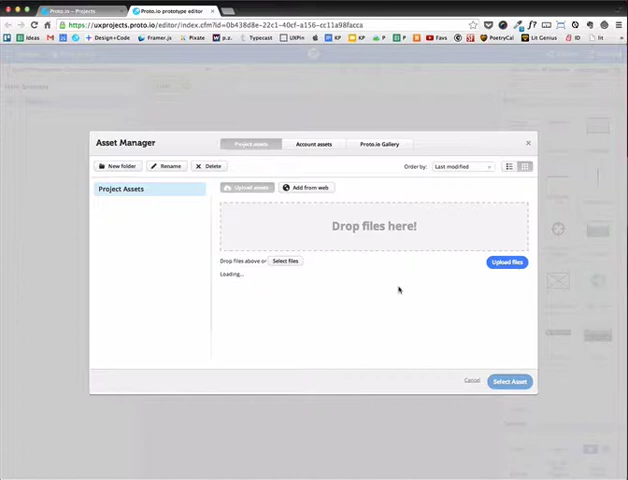 Proto.io – Projects
Proto.io prototype editor
https://uxprojects.proto.io/editor/index.cfm?id=0b438d8e-22c1-40cf-a156-cc11a98facca
Ideas
Design+Code
Framer.js
Pixate
p.z.
Typecast
UXPin
KP
KP
P
P
Favs
PoetryCal
Lit Genius
ID
lit
Asset Manager
Project assets
Account assets
Proto.io Gallery
New folder
Rename
Delete
Order by:
Last modified
Project Assets
Upload assets
Add from web
Drop files here!
Drop files above or
Select files
Upload files
Loading...
Cancel
Select Asset